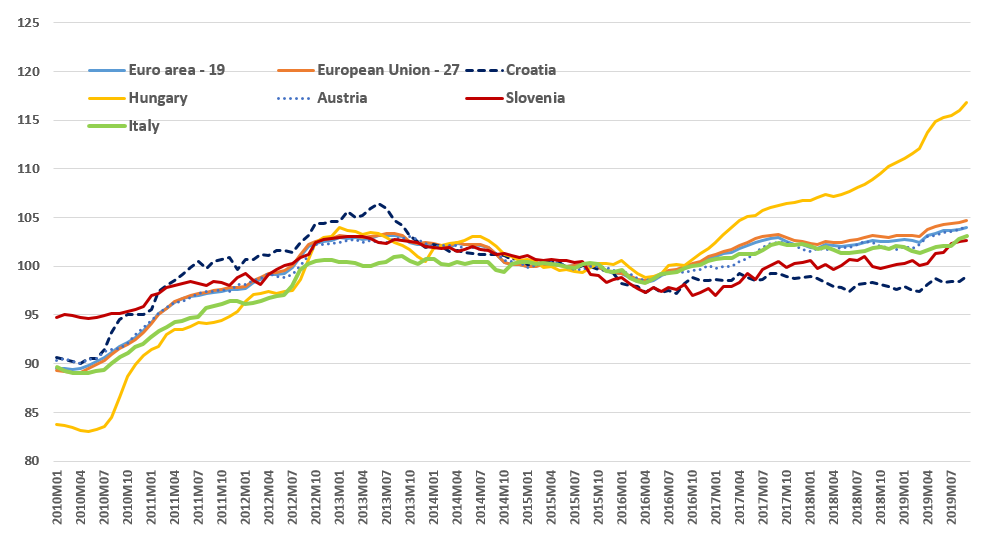 125
120
115
110
105
100
95
90
85
80
Euro area - 19
European Union - 27
Croatia
Hungary
Austria
Slovenia
Italy
2010M01
2010M04
2010M07
2010M10
2011M01
2011M04
2011M07
2011M10
2012M01
2012M04
2012M07
2012M10
2013M01
2013M04
2013M07
2013M10
2014M01
2014M04
2014M07
2014M10
2015M01
2015M04
2015M07
2015M10
2016M01
2016M04
2016M07
2016M10
2017M01
2017M04
2017M07
2017M10
2018M01
2018M04
2018M07
2018M10
2019M01
2019M04
2019M07